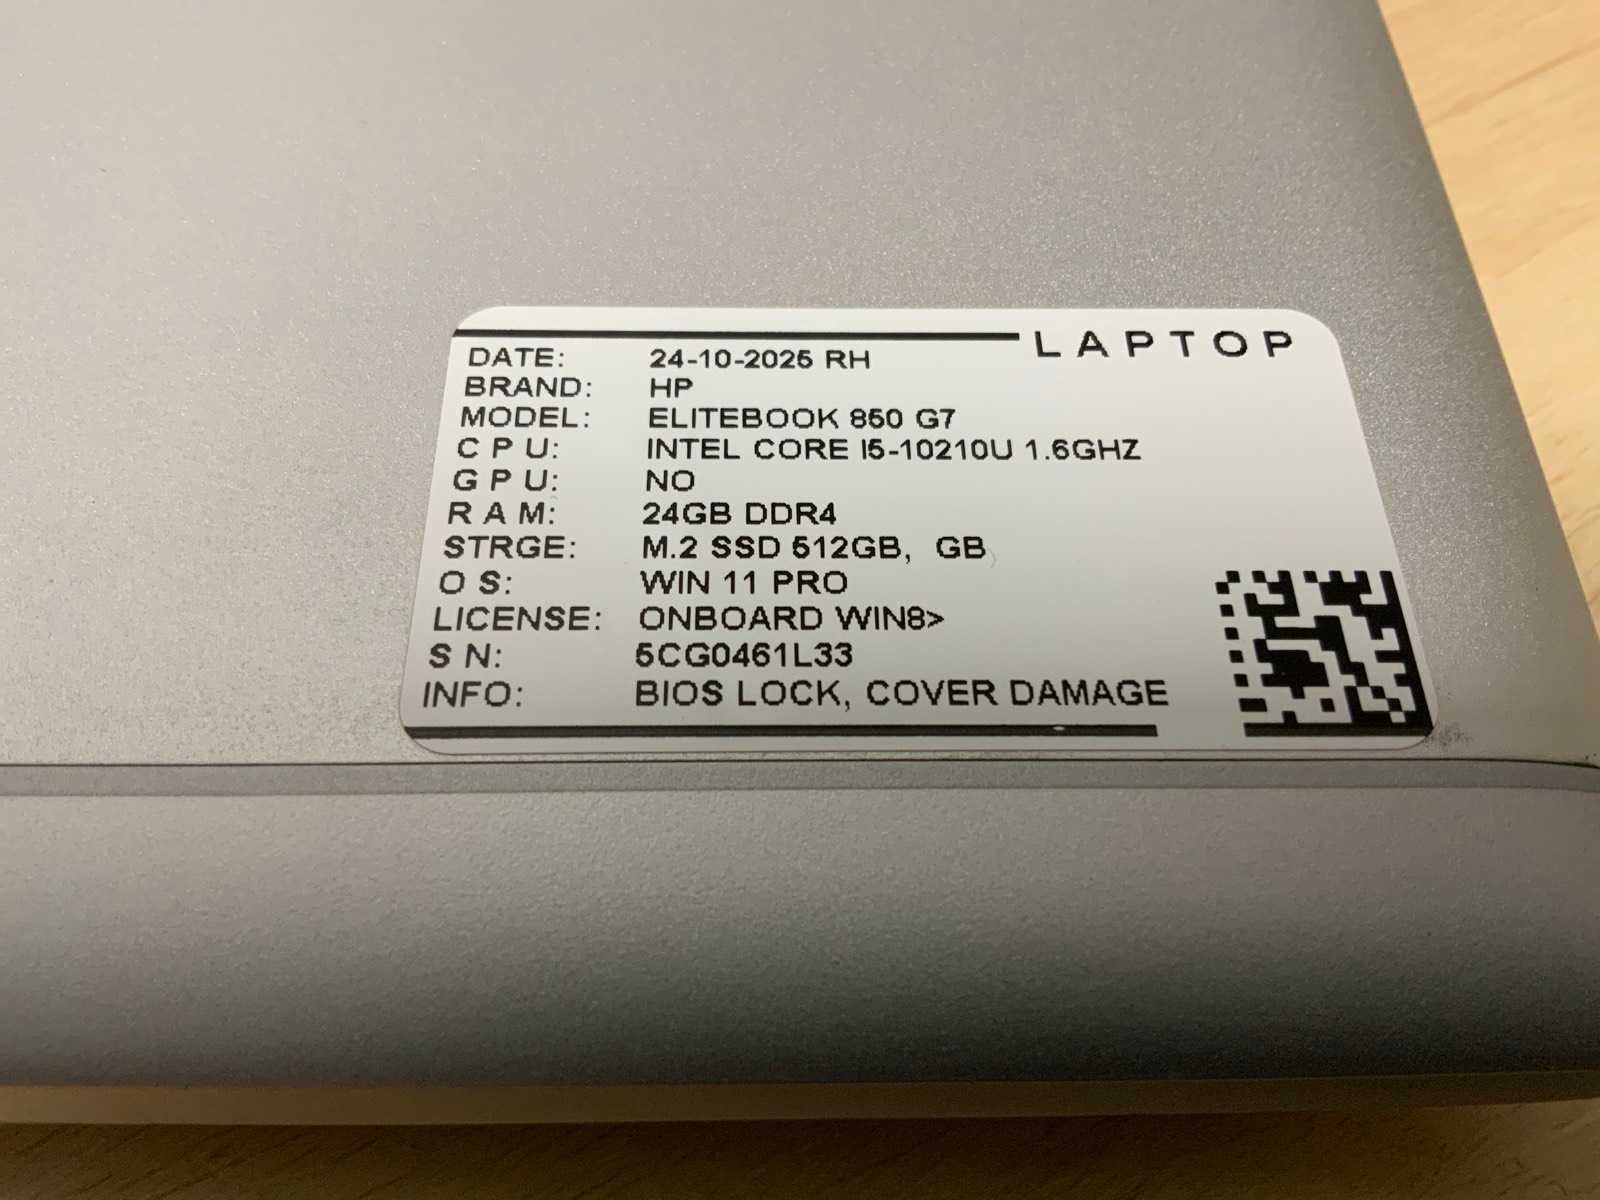 LAPTOP
DATE: 24-10-2025 RH
BRAND: HP
MODEL: ELITEBOOK 850 G7
C P U: INTEL CORE I5-10210U 1.6GHZ
G P U: NO
R A M: 24GB DDR4
STRGE: M.2 SSD 512GB, GB
O S: WIN 11 PRO
LICENSE: ONBOARD WIN8>
S N: 5CG0461L33
INFO: BIOS LOCK, COVER DAMAGE